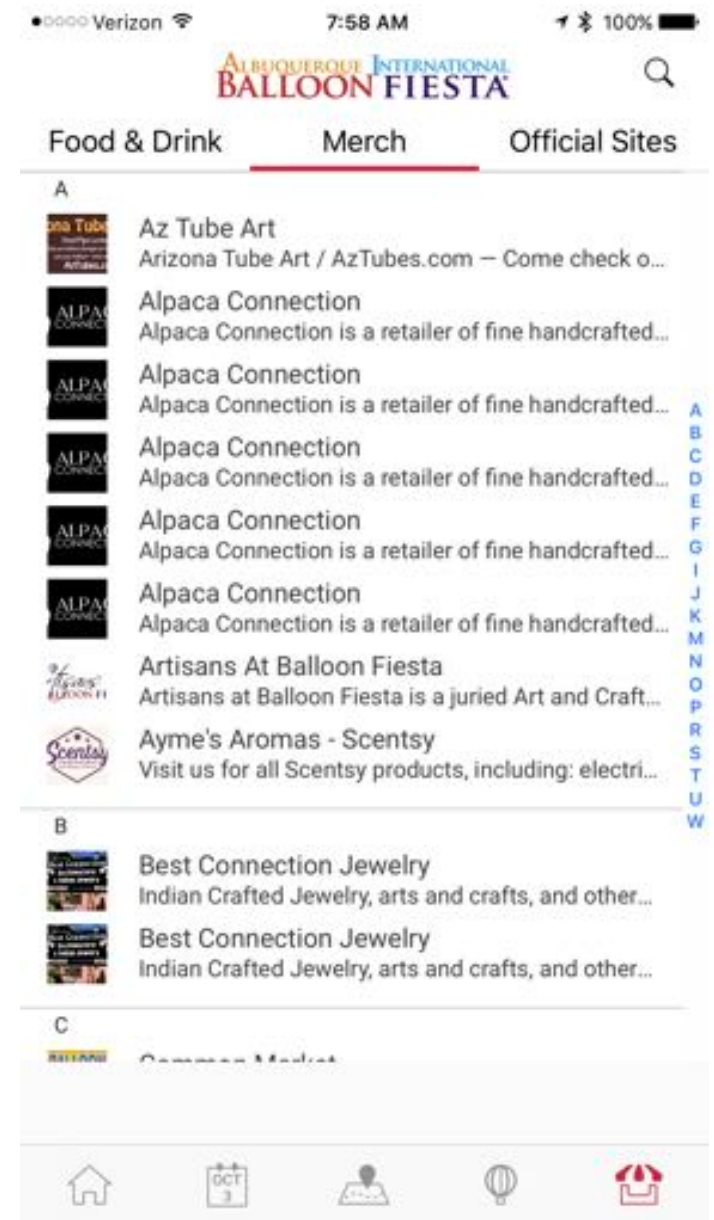 Verizon 7:58 AM 100%
ALBUQUERQUE INTERNATIONAL
BALLOON FIESTA
Food & Drink Merch Official Sites
A
Az Tube Art
Arizona Tube Art / AzTubes.com — Come check o...
Alpaca Connection
Alpaca Connection is a retailer of fine handcrafted...
Alpaca Connection
Alpaca Connection is a retailer of fine handcrafted...
Alpaca Connection
Alpaca Connection is a retailer of fine handcrafted...
Alpaca Connection
Alpaca Connection is a retailer of fine handcrafted...
Alpaca Connection
Alpaca Connection is a retailer of fine handcrafted...
Artisans At Balloon Fiesta
Artisans at Balloon Fiesta is a juried Art and Craft...
Scentsy
Ayme's Aromas - Scentsy
Visit us for all Scentsy products, including: electri...
B
Best Connection Jewelry
Indian Crafted Jewelry, arts and crafts, and other...
Best Connection Jewelry
Indian Crafted Jewelry, arts and crafts, and other...
C
Common Market
A
B
C
D
E
F
G
I
J
K
M
N
O
P
R
S
T
U
W
OCT
3